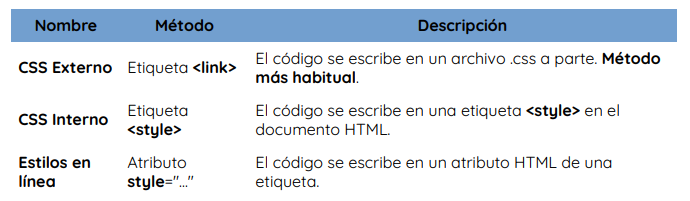 Nombre Método Descripción
CSS Externo Etiqueta <link> El código se escribe en un archivo .css a parte. Método
más habitual.
CSS Interno Etiqueta
<style> El código se escribe en una etiqueta <style> en el
documento HTML.
Estilos en
línea Atributo
style="..." El código se escribe en un atributo HTML de una
etiqueta.